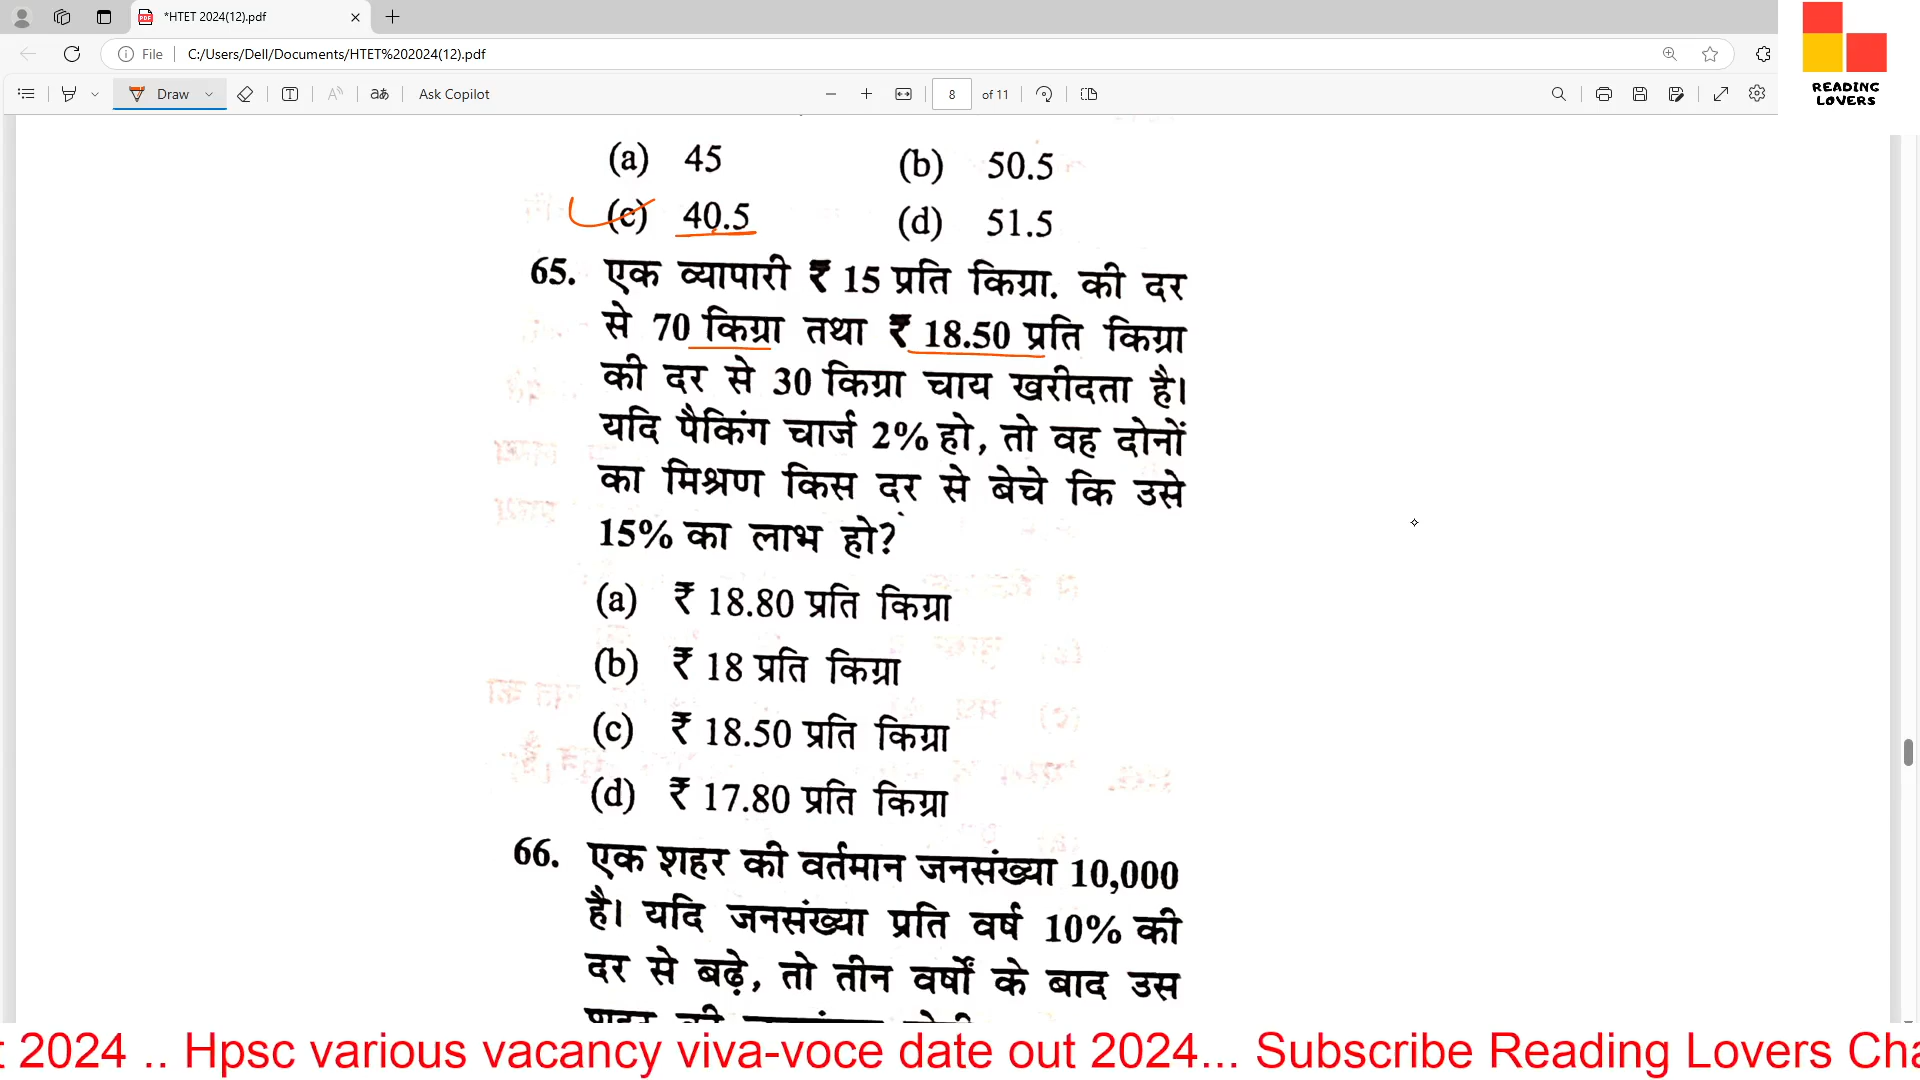 *HTET 2024(12).pdf
File
C:/Users/Dell/Documents/HTET%202024(12).pdf
Draw
Ask Copilot
8 of 11
READING
LOVERS
(a) 45 (b) 50.5
(c) 40.5 (d) 51.5
65. एक व्यापारी ₹ 15 प्रति किग्रा. की दर
से 70 किग्रा तथा ₹ 18.50 प्रति किग्रा
की दर से 30 किग्रा चाय खरीदता है।
यदि पैकिंग चार्ज 2% हो, तो वह दोनों
का मिश्रण किस दर से बेचे कि उसे
15% का लाभ हो?
(a) ₹ 18.80 प्रति किग्रा
(b) ₹ 18 प्रति किग्रा
(c) ₹ 18.50 प्रति किग्रा
(d) ₹ 17.80 प्रति किग्रा
66. एक शहर की वर्तमान जनसंख्या 10,000
है। यदि जनसंख्या प्रति वर्ष 10% की
दर से बढ़े, तो तीन वर्षों के बाद उस
2024 .. Hpsc various vacancy viva-voce date out 2024... Subscribe Reading Lovers